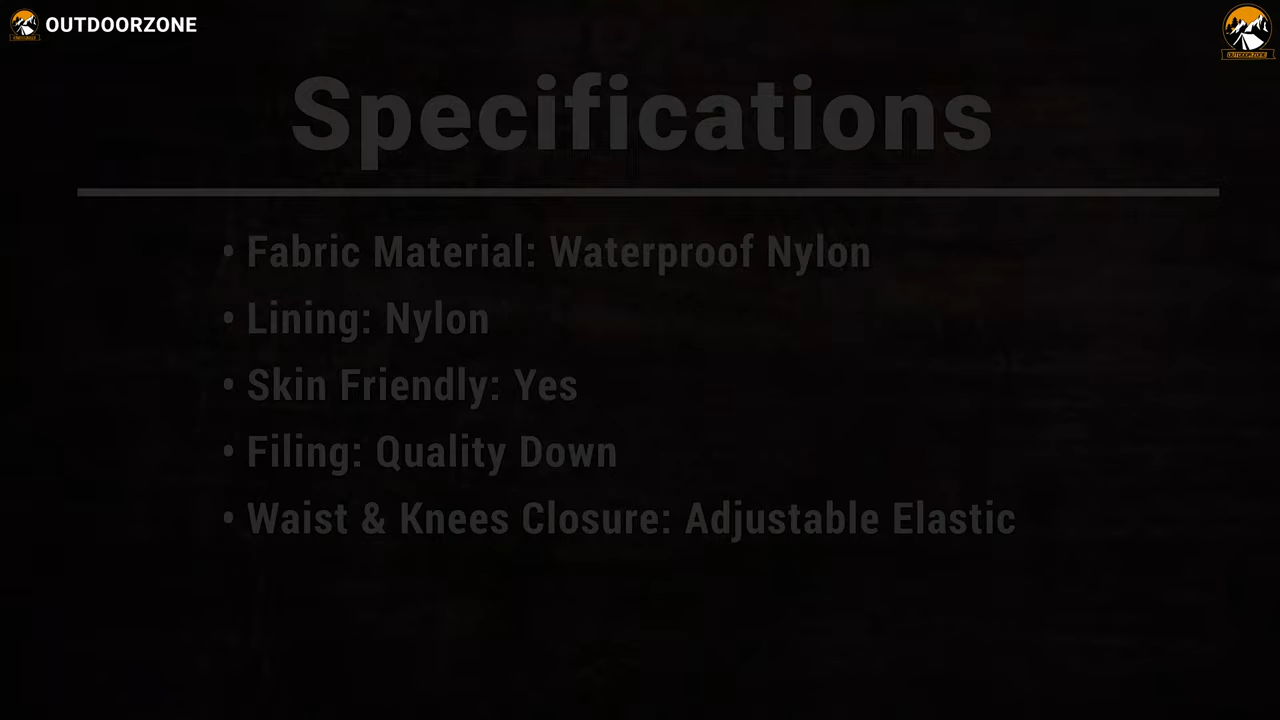 OUTDOORZONE
OUTDOORZONE
Specifications
• Fabric Material: Waterproof Nylon
• Lining: Nylon
• Skin Friendly: Yes
• Filing: Quality Down
• Waist & Knees Closure: Adjustable Elastic